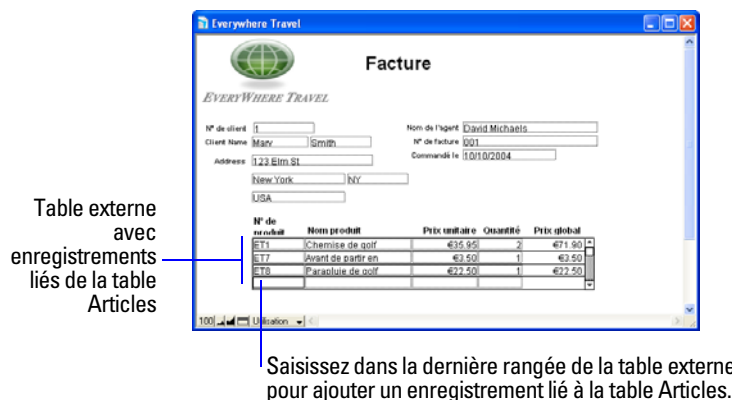 Everywhere Travel
Facture
EVERYWHERE TRAVEL
N° de client 1
Nom de l'agent David Michaels
Client Name Mary Smith
N° de facture 001
Commandé le 10/10/2004
Address 123 Elm St
New York NY
USA
N° de produit Nom produit Prix unitaire Quantité Prix global
ET1 Chemise de golf €35.95 2 €71.90
ET7 Avant de partir en €3.50 1 €3.50
ET8 Parapluie de golf €22.50 1 €22.50
100 Utilisation
Table externe
avec
enregistrements
liés de la table
Articles
Saisissez dans la dernière rangée de la table externe
pour ajouter un enregistrement lié à la table Articles.